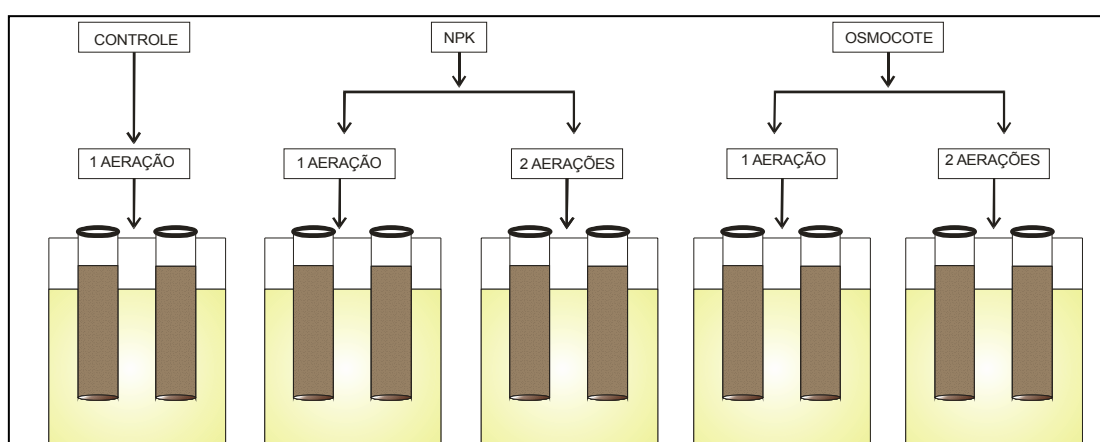 CONTROLE
NPK
OSMOCOTE
1 AERAÇÃO
1 AERAÇÃO
2 AERAÇÕES
1 AERAÇÃO
2 AERAÇÕES